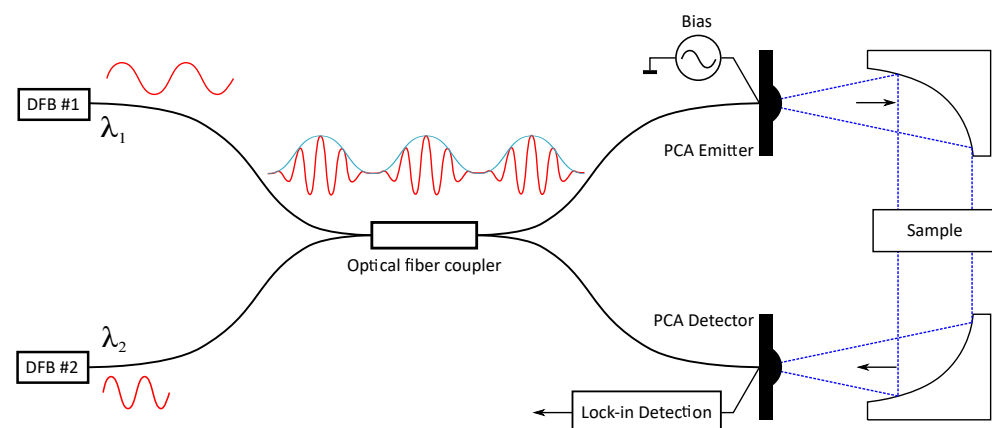 Bias
DFB #1
λ1
PCA Emitter
Sample
Optical fiber coupler
λ2
PCA Detector
DFB #2
Lock-in Detection